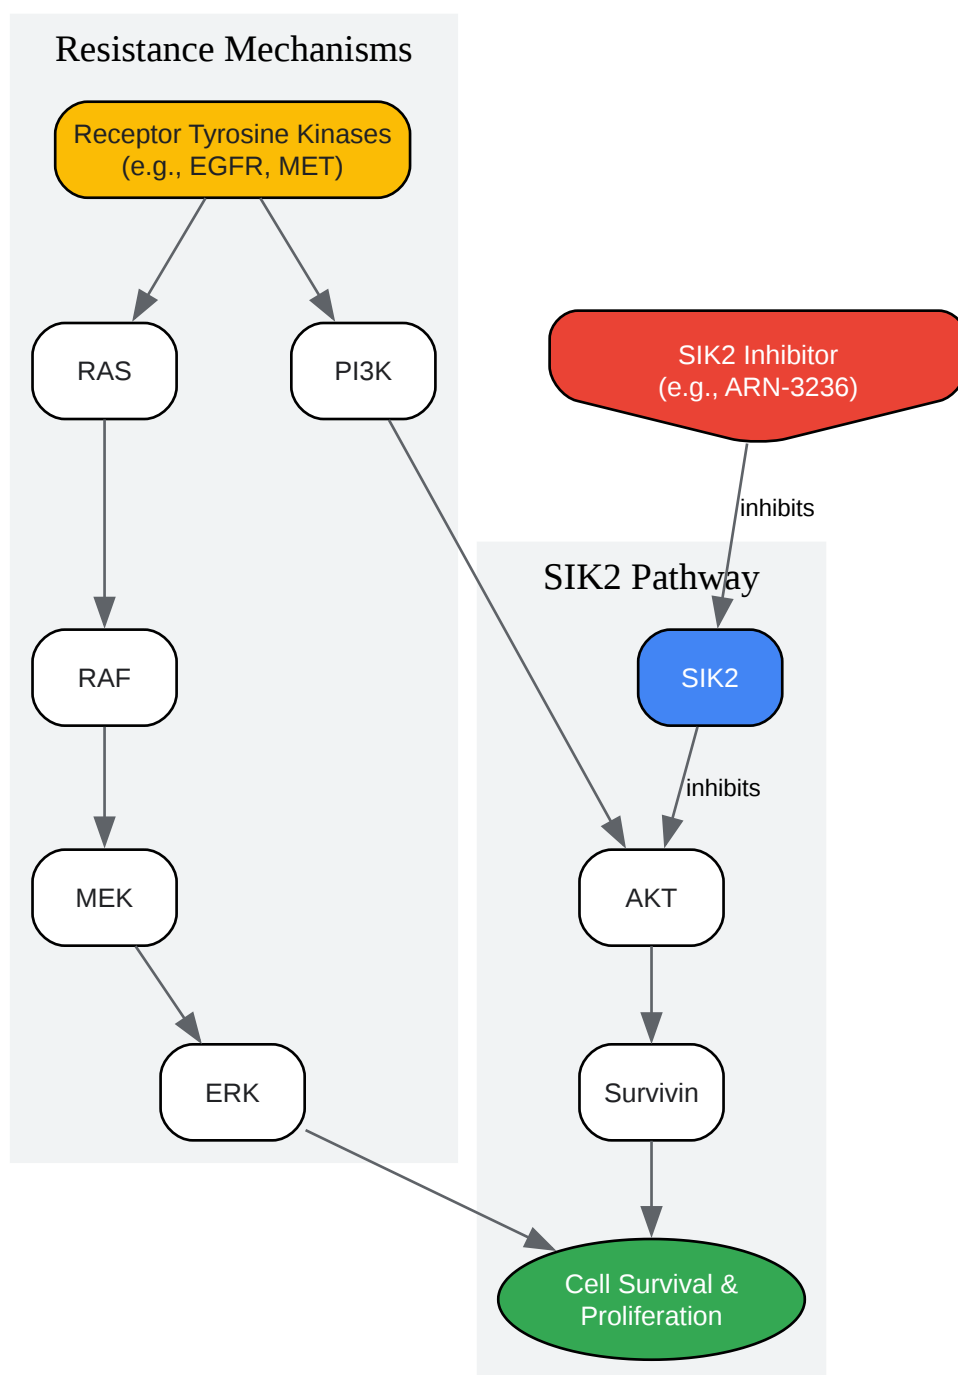 Resistance Mechanisms
Receptor Tyrosine Kinases
(e.g., EGFR, MET)
RAS
PI3K
SIK2 Inhibitor
(e.g., ARN-3236)
inhibits
SIK2 Pathway
RAF
SIK2
inhibits
MEK
AKT
ERK
Survivin
Cell Survival &
Proliferation